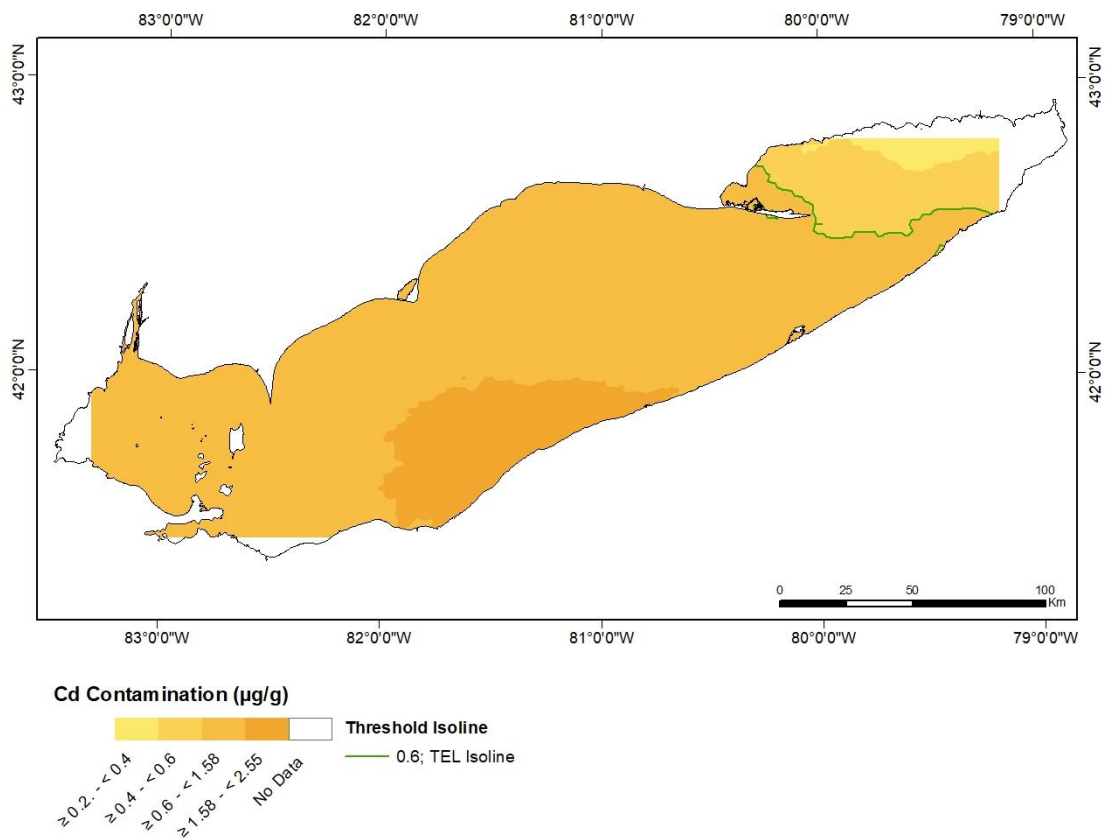 83°0'0"W 82°0'0"W 81°0'0"W 80°0'0"W 79°0'0"W
43°0'0"N 43°0'0"N
42°0'0"N 42°0'0"N
0 25 50 100
Km
83°0'0"W 82°0'0"W 81°0'0"W 80°0'0"W 79°0'0"W
Cd Contamination (µg/g)
≥ 0.2. - < 0.4
≥ 0.4 - < 0.6
≥ 0.6 - < 1.58
≥ 1.58 - < 2.55
No Data
Threshold Isoline
0.6; TEL Isoline